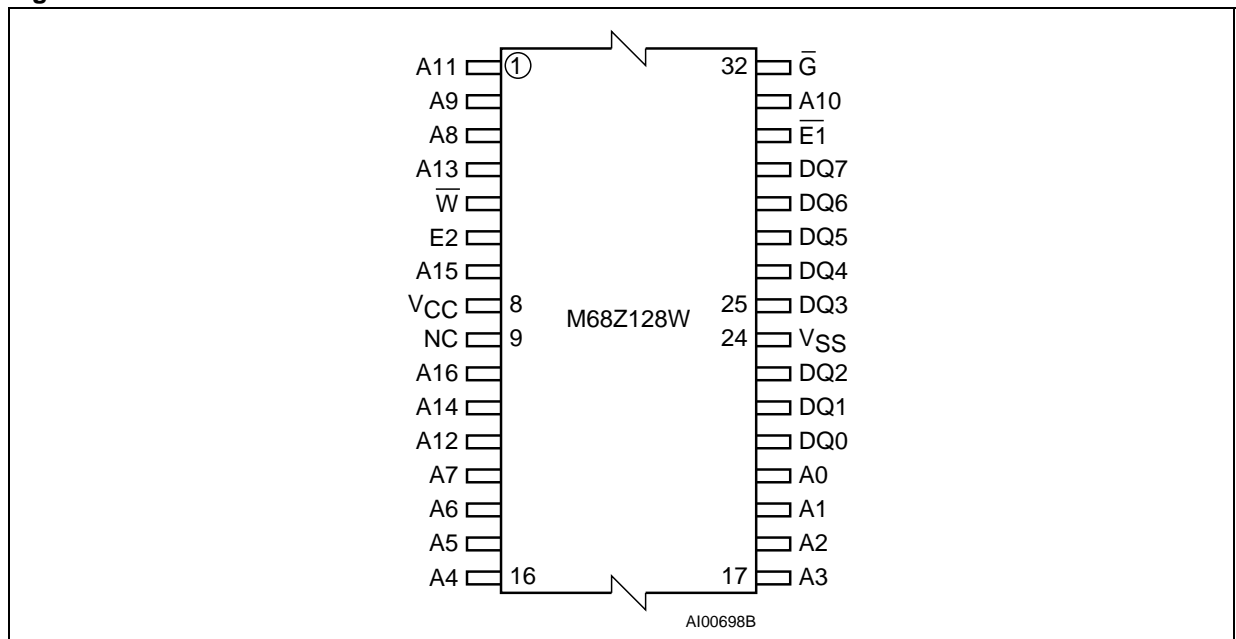 A11 1 32 G̅
A9 A10
A8 E̅1̅
A13 DQ7
W̅ DQ6
E2 DQ5
A15 DQ4
VCC 8 25 DQ3
M68Z128W
NC 9 24 VSS
A16 DQ2
A14 DQ1
A12 DQ0
A7 A0
A6 A1
A5 A2
A4 16 17 A3
AI00698B